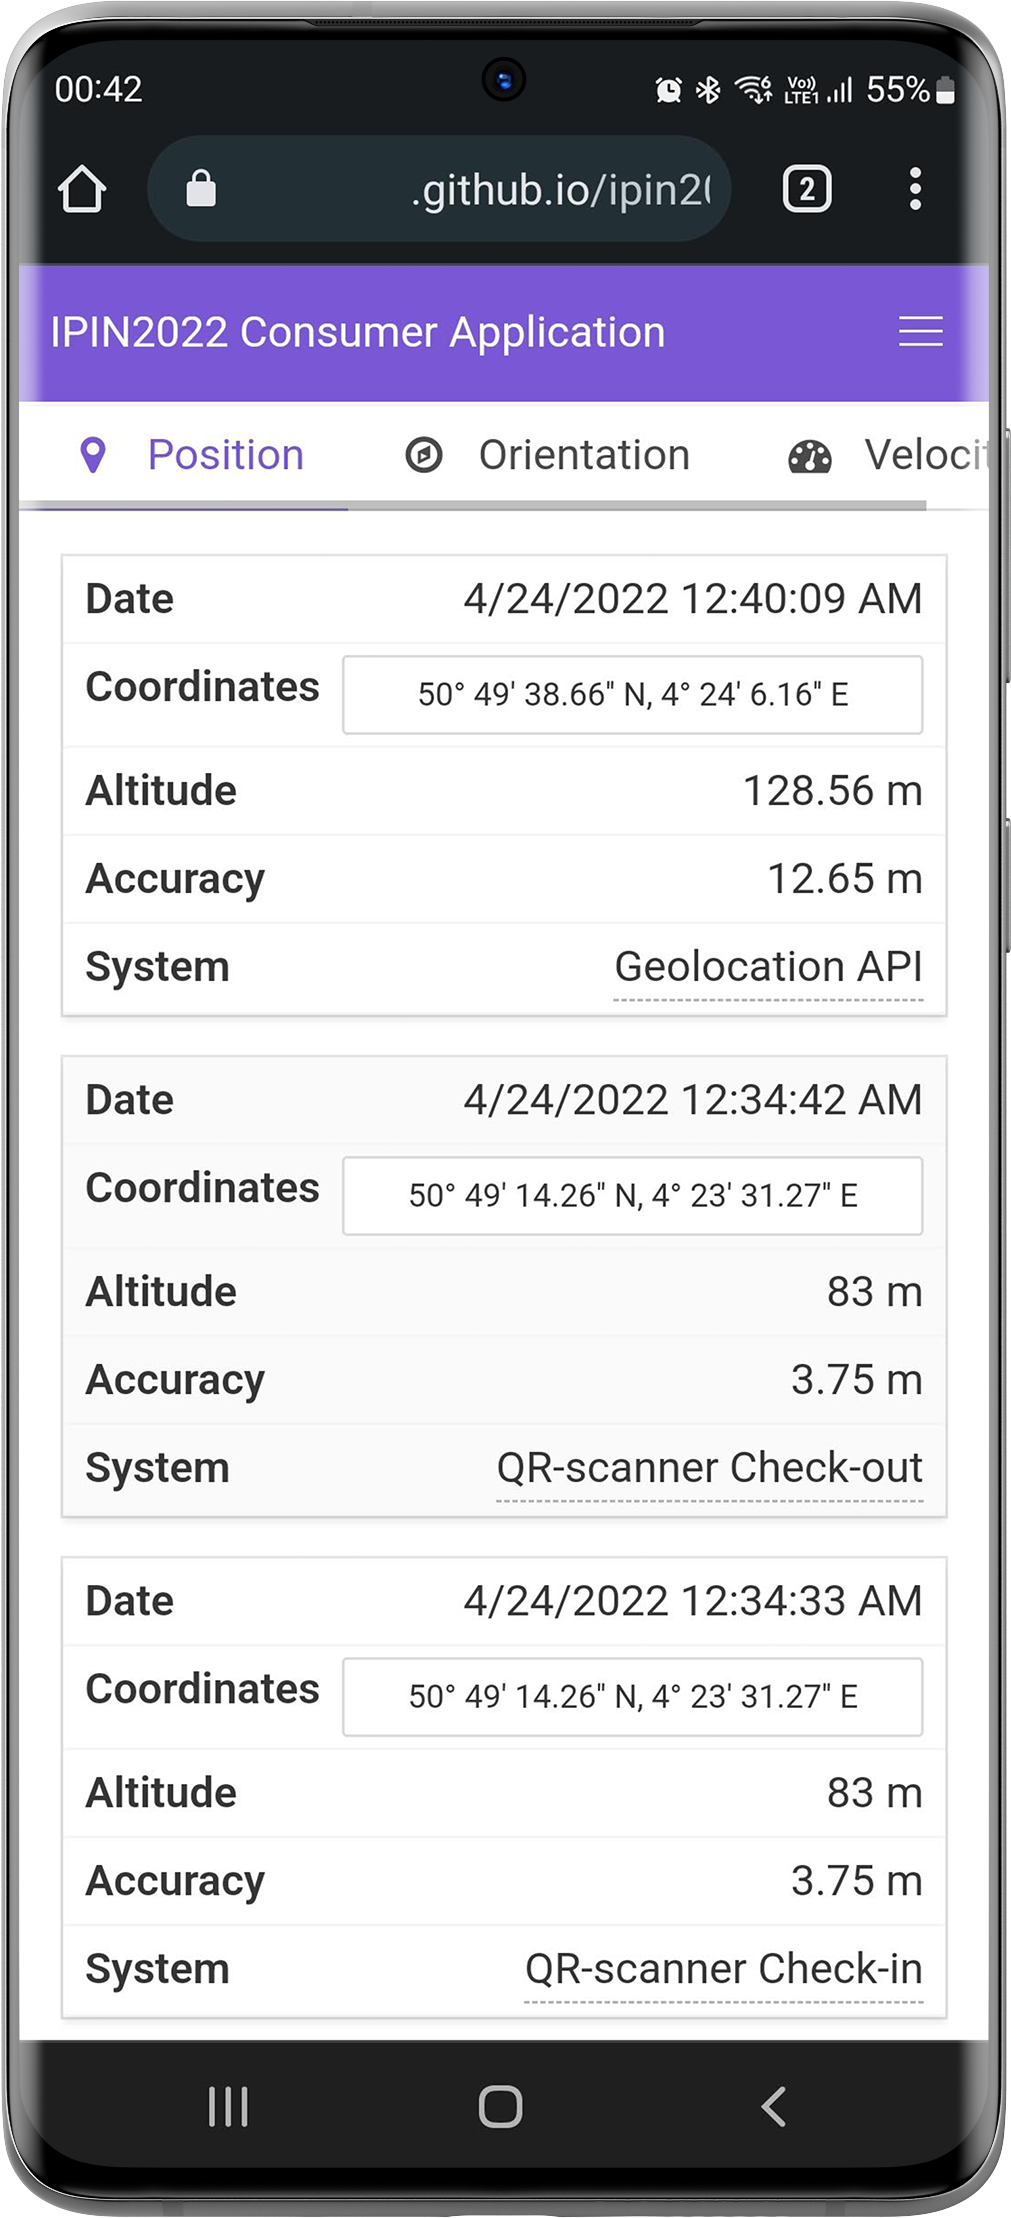 00:42 Vo)) LTE1 55%
.github.io/ipin2
2
IPIN2022 Consumer Application
Position Orientation Velocit
Date 4/24/2022 12:40:09 AM
Coordinates 50° 49' 38.66" N, 4° 24' 6.16" E
Altitude 128.56 m
Accuracy 12.65 m
System Geolocation API
Date 4/24/2022 12:34:42 AM
Coordinates 50° 49' 14.26" N, 4° 23' 31.27" E
Altitude 83 m
Accuracy 3.75 m
System QR-scanner Check-out
Date 4/24/2022 12:34:33 AM
Coordinates 50° 49' 14.26" N, 4° 23' 31.27" E
Altitude 83 m
Accuracy 3.75 m
System QR-scanner Check-in